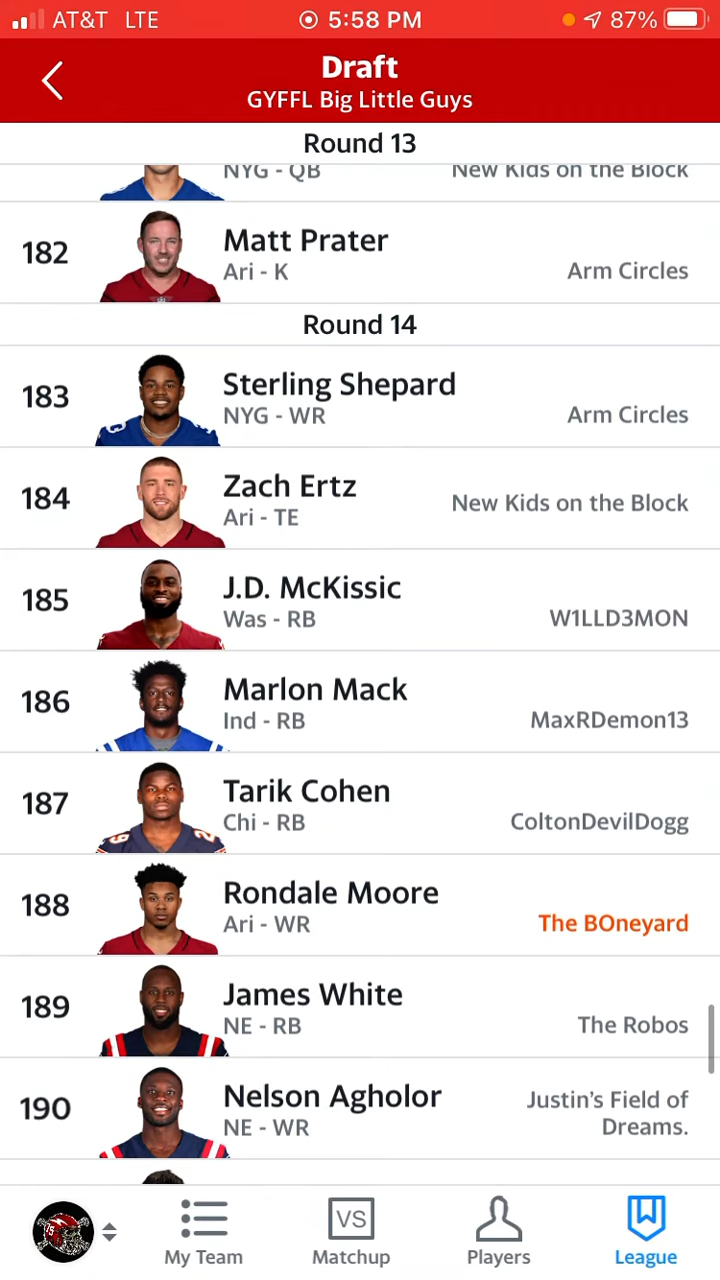 AT&T LTE 5:58 PM 87%
Draft
GYFFL Big Little Guys
Round 13
NYG - QB New Kids on the Block
182 Matt Prater
Ari - K Arm Circles
Round 14
183 Sterling Shepard
NYG - WR Arm Circles
184 Zach Ertz
Ari - TE New Kids on the Block
185 J.D. McKissic
Was - RB W1LLD3MON
186 Marlon Mack
Ind - RB MaxRDemon13
187 Tarik Cohen
Chi - RB ColtonDevilDogg
188 Rondale Moore
Ari - WR The BOneyard
189 James White
NE - RB The Robos
190 Nelson Agholor
NE - WR Justin’s Field of
Dreams.
VS
My Team Matchup Players League